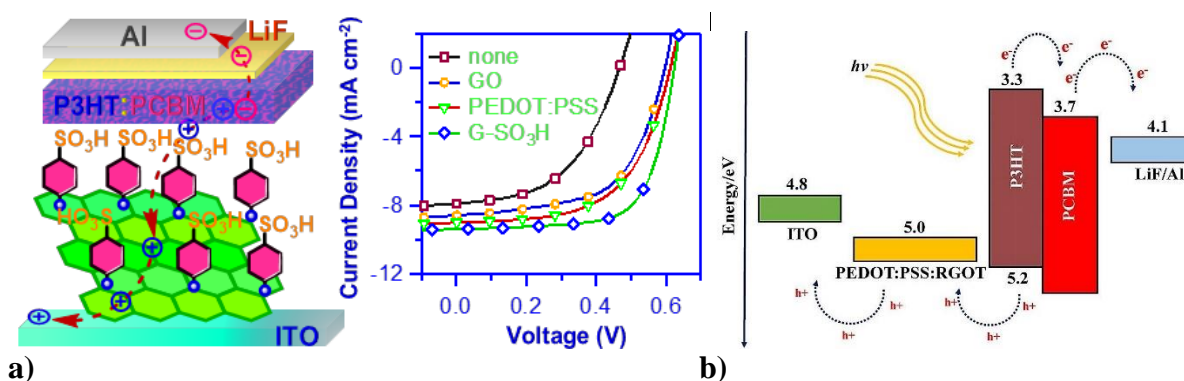 Al
LiF
P3HT:PCBM
SO₃H
SO₃H
SO₃H
SO₃H
SO₃H
HO₃S
SO₃H
SO₃H
ITO
Current Density (mA cm⁻²)
0
-4
-8
-12
none
GO
PEDOT:PSS
G-SO₃H
0.0
0.2
0.4
0.6
Voltage (V)
a)
Energy/eV
hν
e⁻
e⁻
e⁻
e⁻
3.3
3.7
4.1
LiF/Al
4.8
ITO
5.0
PEDOT:PSS:RGOT
P3HT
PCBM
5.2
h+
h+
h+
h+
b)